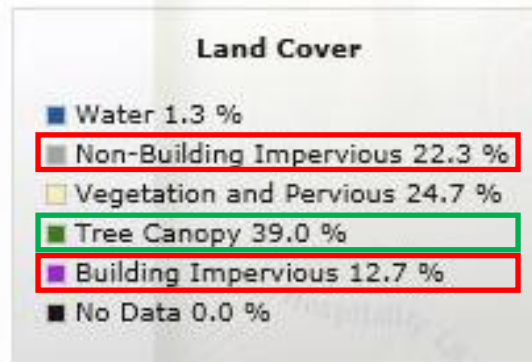 Land Cover
Water 1.3 %
Non-Building Impervious 22.3 %
Vegetation and Pervious 24.7 %
Tree Canopy 39.0 %
Building Impervious 12.7 %
No Data 0.0 %
Hospitality